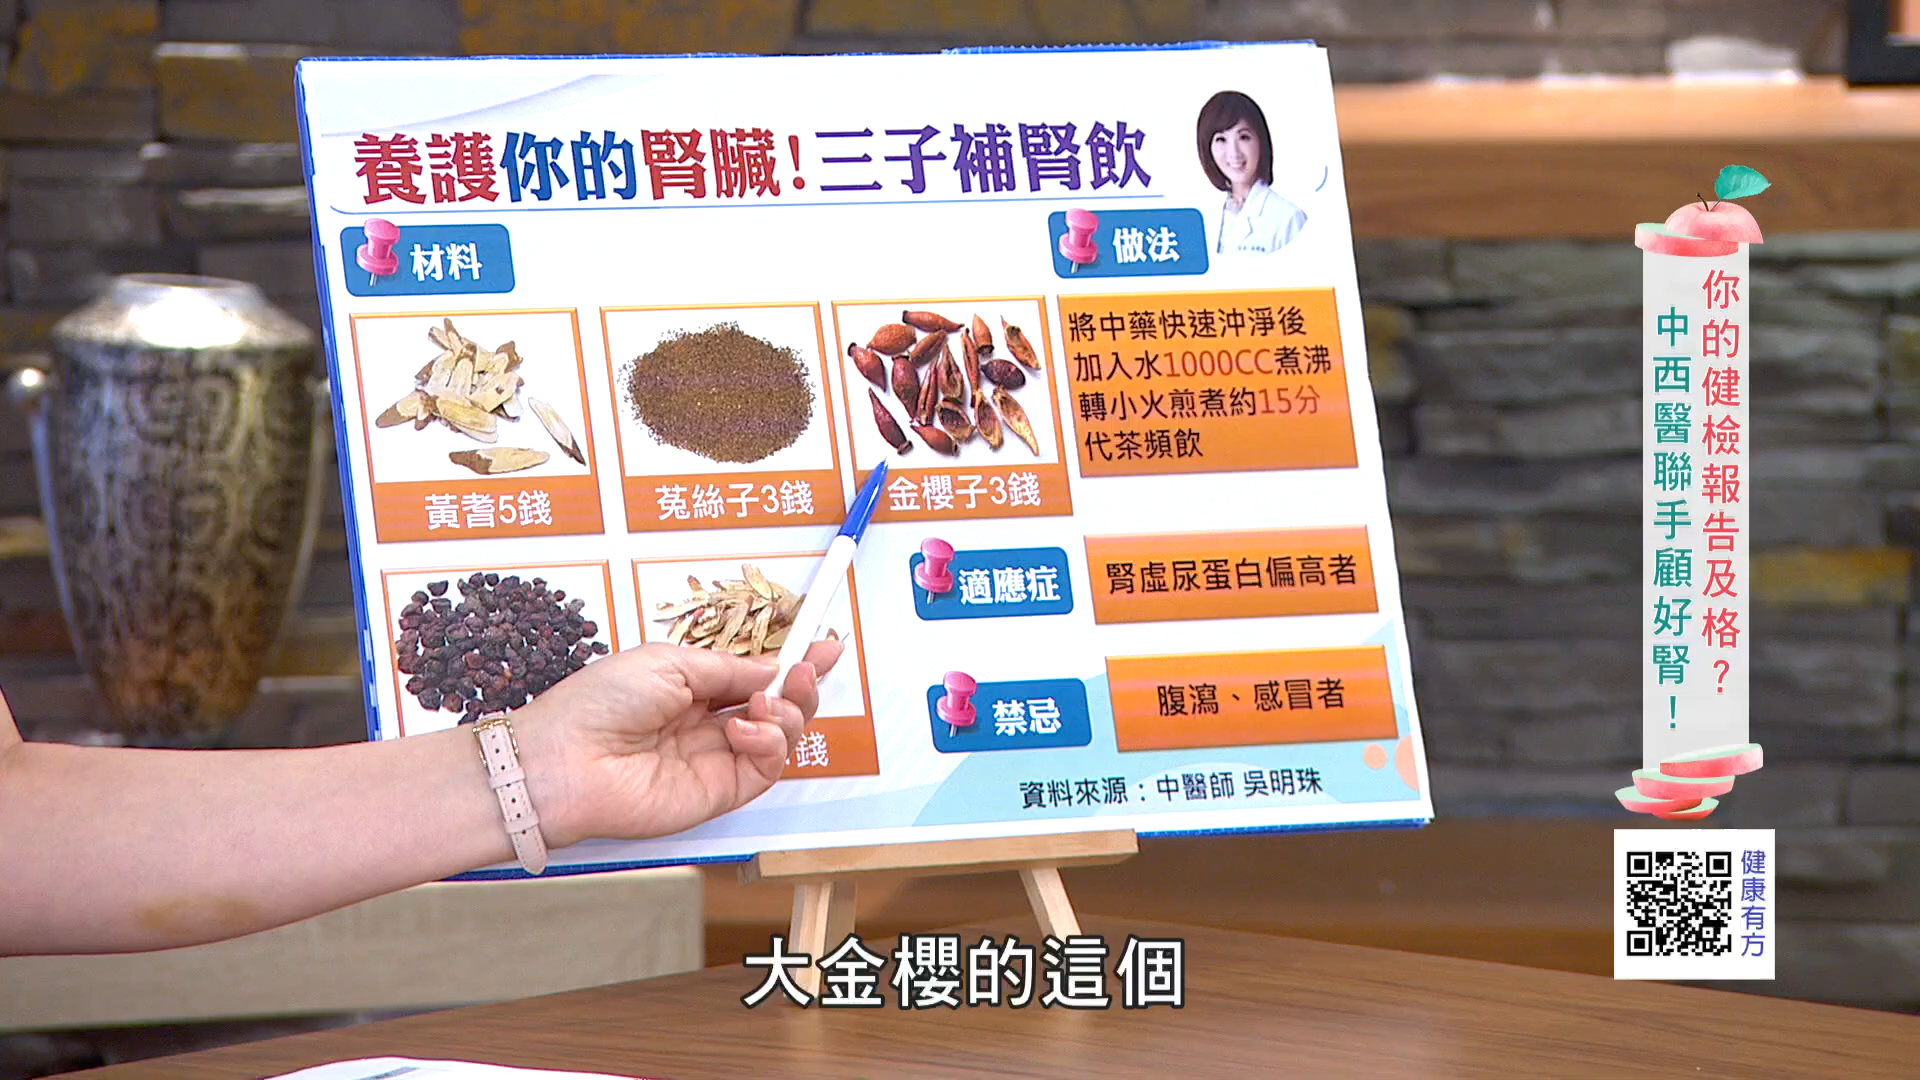 養護你的腎臟！三子補腎飲
材料
黃耆5錢
菟絲子3錢
金櫻子3錢
錢
做法
將中藥快速沖淨後
加入水1000CC煮沸
轉小火煎煮約15分
代茶頻飲
適應症
腎虛尿蛋白偏高者
禁忌
腹瀉、感冒者
資料來源：中醫師 吳明珠
你的健檢報告及格？
中西醫聯手顧好腎！
健康有方
大金櫻的這個